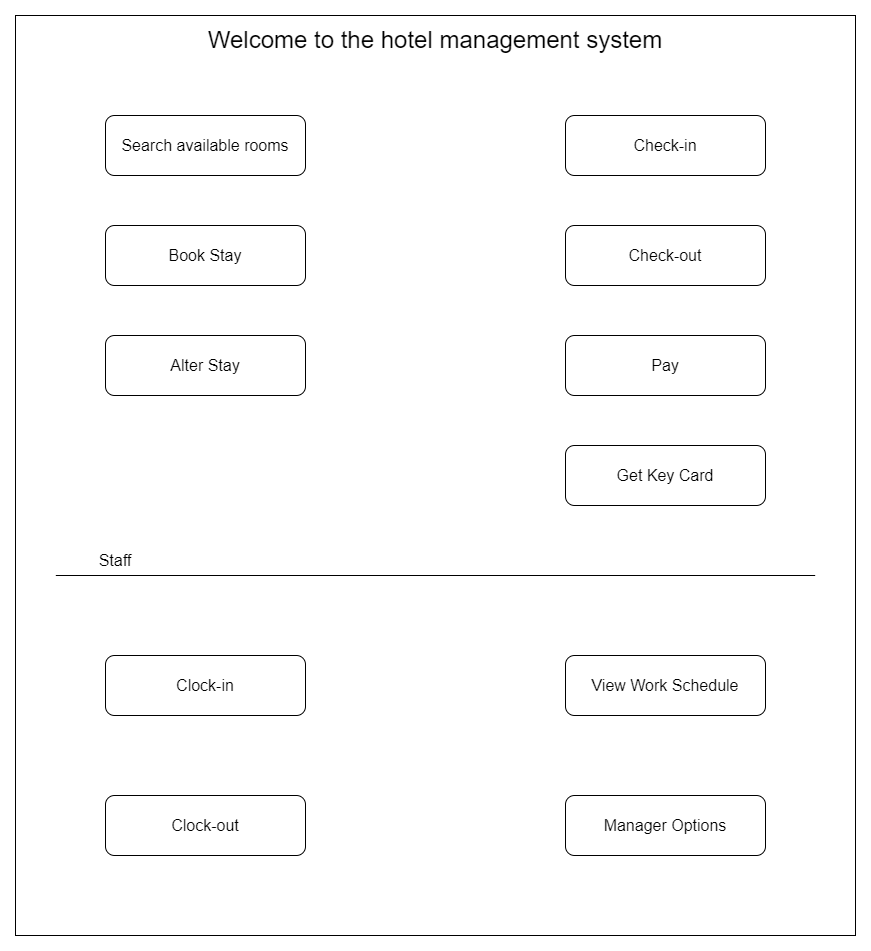 Welcome to the hotel management system
Search available rooms
Check-in
Book Stay
Check-out
Alter Stay
Pay
Get Key Card
Staff
Clock-in
View Work Schedule
Clock-out
Manager Options